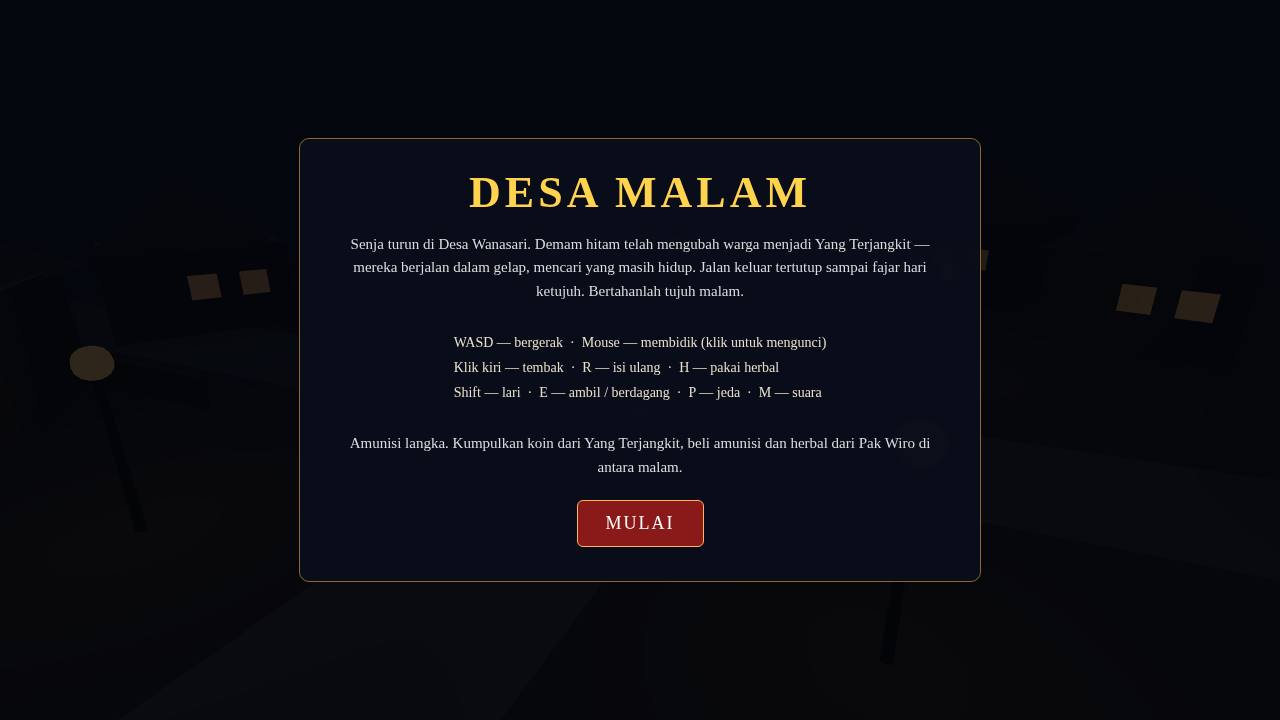 DESA MALAM
Senja turun di Desa Wanasari. Demam hitam telah mengubah warga menjadi Yang Terjangkit —
mereka berjalan dalam gelap, mencari yang masih hidup. Jalan keluar tertutup sampai fajar hari
ketujuh. Bertahanlah tujuh malam.
WASD — bergerak · Mouse — membidik (klik untuk mengunci)
Klik kiri — tembak · R — isi ulang · H — pakai herbal
Shift — lari · E — ambil / berdagang · P — jeda · M — suara
Amunisi langka. Kumpulkan koin dari Yang Terjangkit, beli amunisi dan herbal dari Pak Wiro di
antara malam.
MULAI